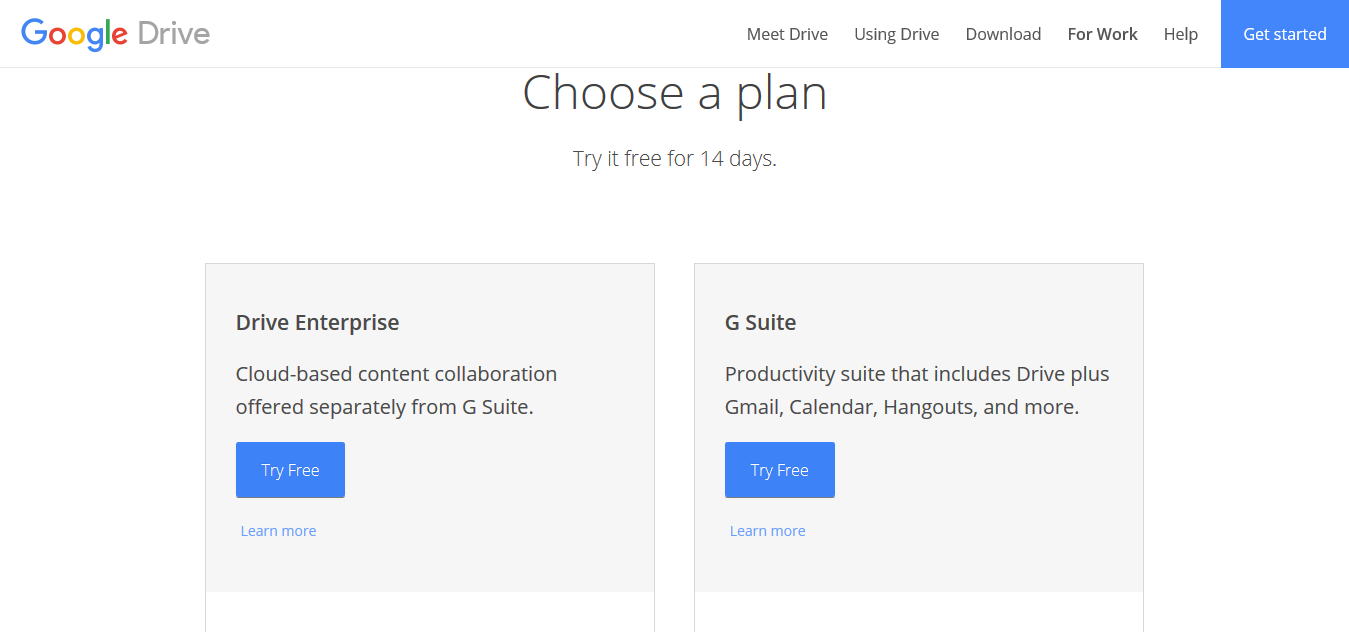 Google Drive
Meet Drive
Using Drive
Download
For Work
Help
Get started
Choose a plan
Try it free for 14 days.
Drive Enterprise
Cloud-based content collaboration
offered separately from G Suite.
Try Free
Learn more
G Suite
Productivity suite that includes Drive plus
Gmail, Calendar, Hangouts, and more.
Try Free
Learn more